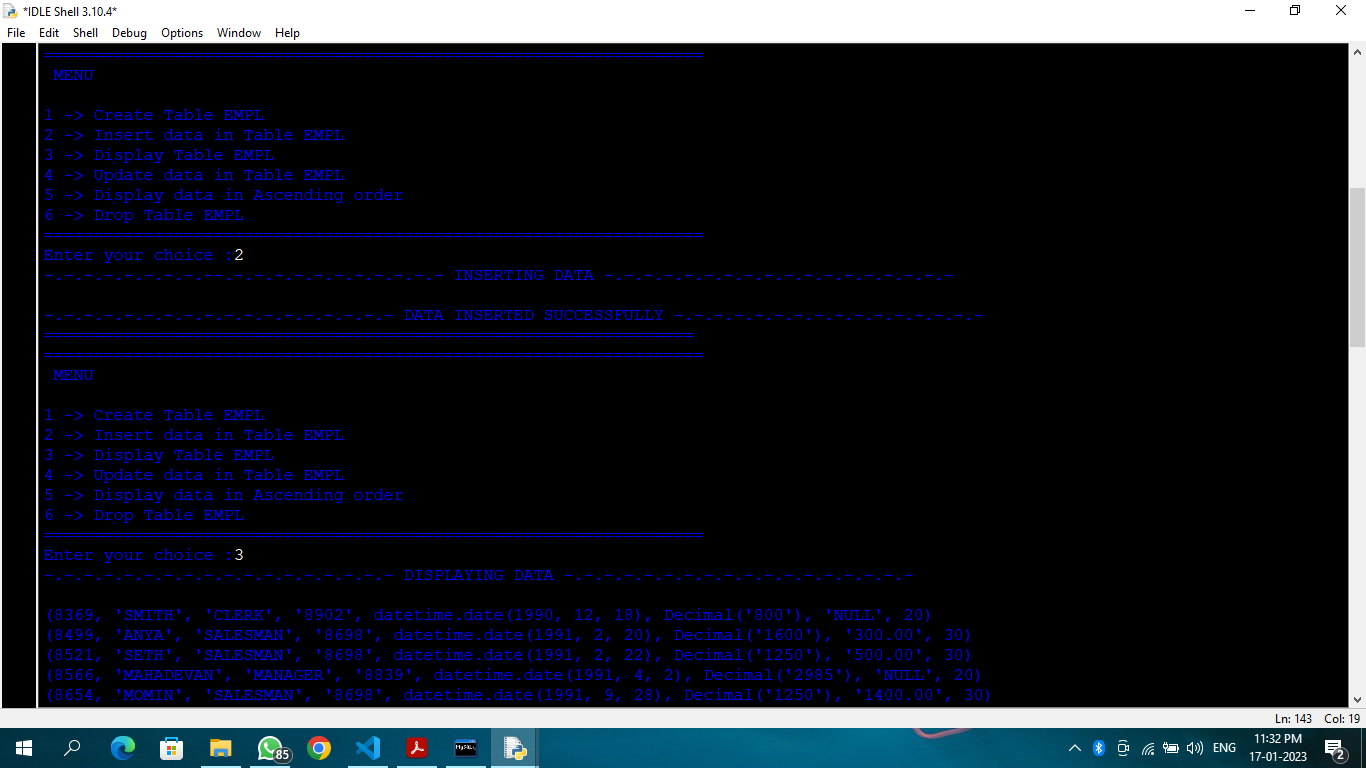 *IDLE Shell 3.10.4*
File Edit Shell Debug Options Window Help
==================================================================
MENU
1 -> Create Table EMPL
2 -> Insert data in Table EMPL
3 -> Display Table EMPL
4 -> Update data in Table EMPL
5 -> Display data in Ascending order
6 -> Drop Table EMPL
==================================================================
Enter your choice :2
-.-.-.-.-.-.-.-.-.-.-.-.-.-.-.-.-.-.-.-.- INSERTING DATA -.-.-.-.-.-.-.-.-.-.-.-.-.-.-.-.-.-
-.-.-.-.-.-.-.-.-.-.-.-.-.-.-.-.-.- DATA INSERTED SUCCESSFULLY -.-.-.-.-.-.-.-.-.-.-.-.-.-.-.-
=================================================================
==================================================================
MENU
1 -> Create Table EMPL
2 -> Insert data in Table EMPL
3 -> Display Table EMPL
4 -> Update data in Table EMPL
5 -> Display data in Ascending order
6 -> Drop Table EMPL
==================================================================
Enter your choice :3
-.-.-.-.-.-.-.-.-.-.-.-.-.-.-.-.-.- DISPLAYING DATA -.-.-.-.-.-.-.-.-.-.-.-.-.-.-.-.-.-
(8369, 'SMITH', 'CLERK', '8902', datetime.date(1990, 12, 18), Decimal('800'), 'NULL', 20)
(8499, 'ANYA', 'SALESMAN', '8698', datetime.date(1991, 2, 20), Decimal('1600'), '300.00', 30)
(8521, 'SETH', 'SALESMAN', '8698', datetime.date(1991, 2, 22), Decimal('1250'), '500.00', 30)
(8566, 'MAHADEVAN', 'MANAGER', '8839', datetime.date(1991, 4, 2), Decimal('2985'), 'NULL', 20)
(8654, 'MOMIN', 'SALESMAN', '8698', datetime.date(1991, 9, 28), Decimal('1250'), '1400.00', 30)
Ln: 143 Col: 19
85
MySQL
ENG
11:32 PM
17-01-2023
2